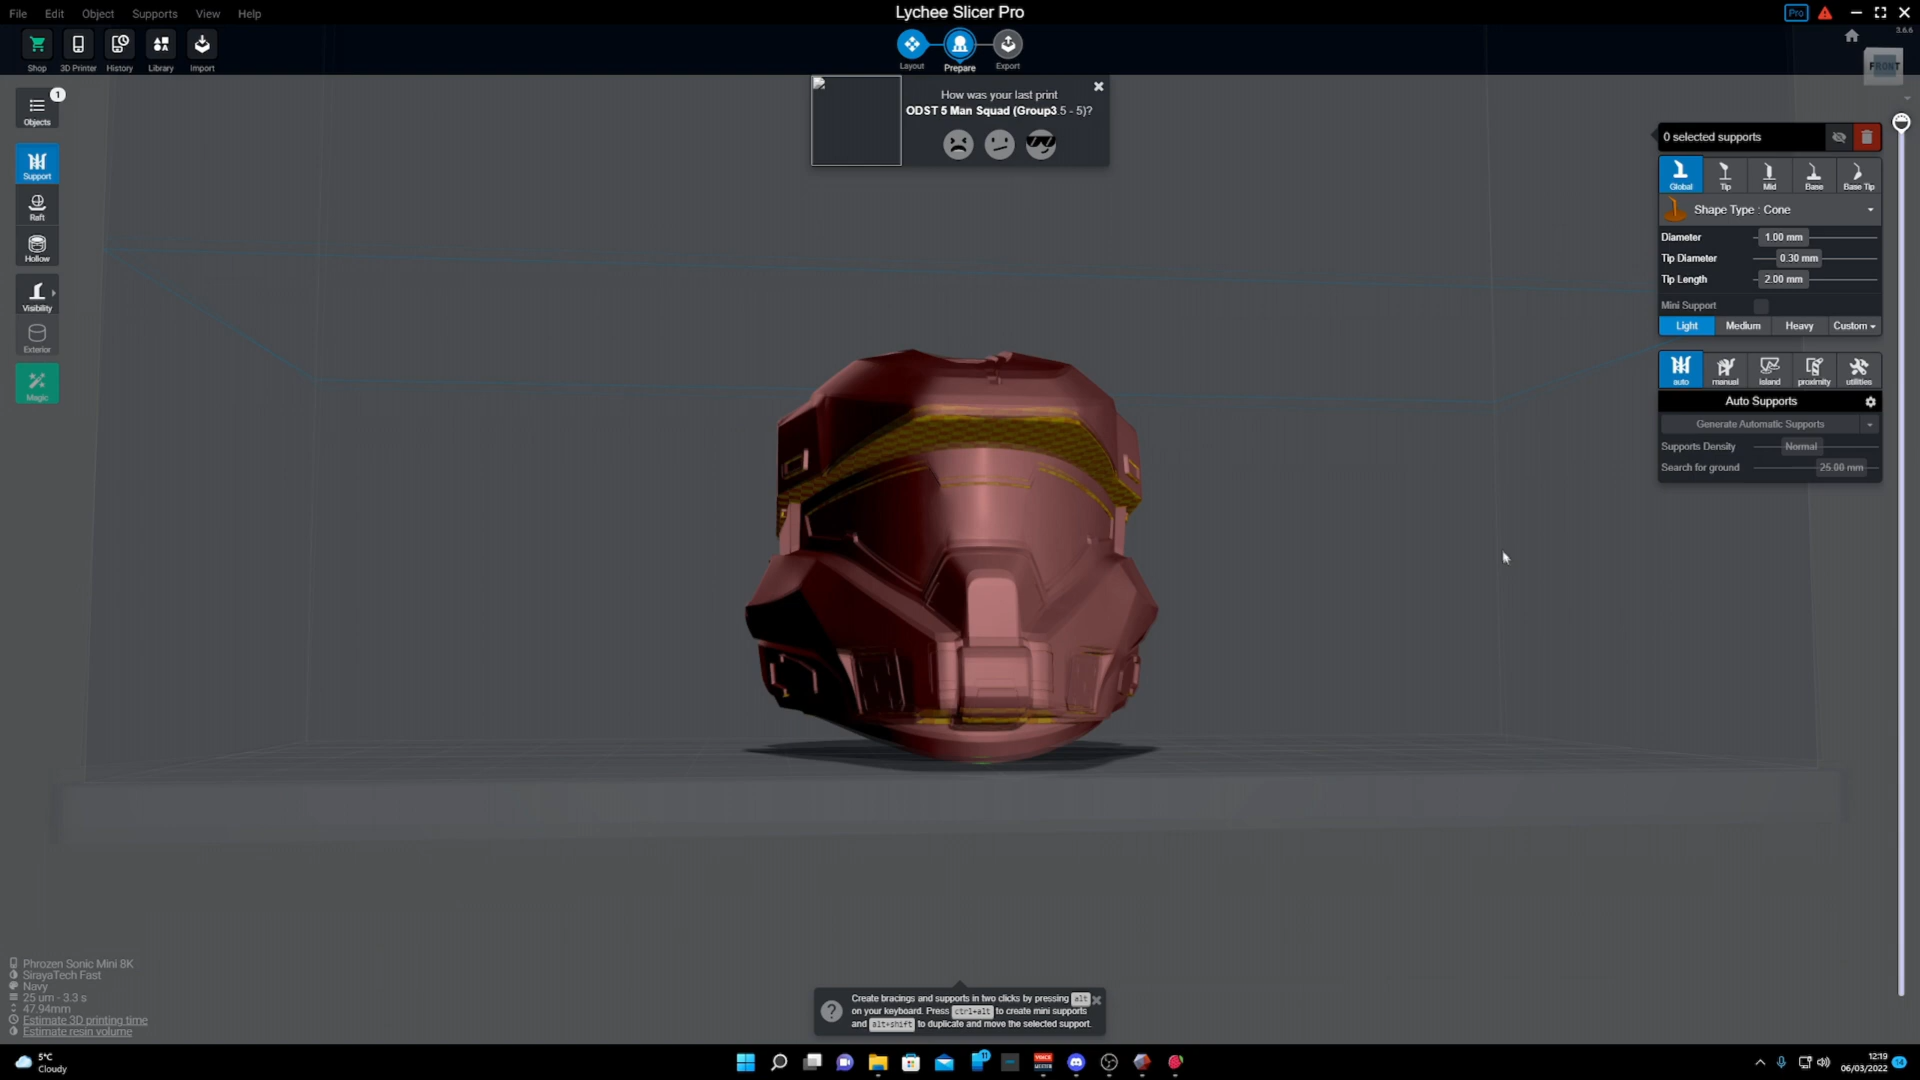 File Edit Object Supports View Help
Lychee Slicer Pro
Pro
3.6.6
Shop 3D Printer History Library Import
Layout Prepare Export
FRONT
How was your last print
ODST 5 Man Squad (Group3.5 - 5)?
1
Objects
Support
Raft
Hollow
Visibility
Exterior
Magic
0 selected supports
Global Tip Mid Base Base Tip
Shape Type : Cone
Diameter 1.00 mm
Tip Diameter 0.30 mm
Tip Length 2.00 mm
Mini Support
Light Medium Heavy Custom
auto manual island proximity utilities
Auto Supports
Generate Automatic Supports
Supports Density Normal
Search for ground 25.00 mm
Phrozen Sonic Mini 8K
SirayaTech Fast
Navy
25 um - 3.3 s
47.94mm
Estimate 3D printing time
Estimate resin volume
Create bracings and supports in two clicks by pressing alt
on your keyboard. Press ctrl+alt to create mini supports
and alt+shift to duplicate and move the selected support.
5°C
Cloudy
11
12:19
06/03/2022